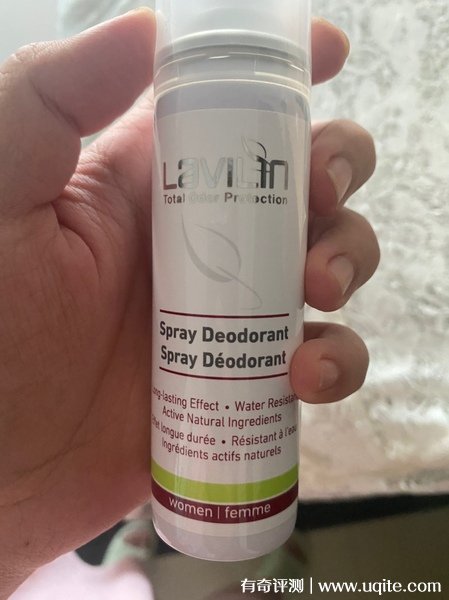 Lavilin
Total Odor Protection
Spray Deodorant
Spray Déodorant
Long-lasting Effect • Water Resistant
Active Natural Ingredients
Effet longue durée • Résistant à l'eau
Ingrédients actifs naturels
women | femme
有奇评测 | www.uqite.com